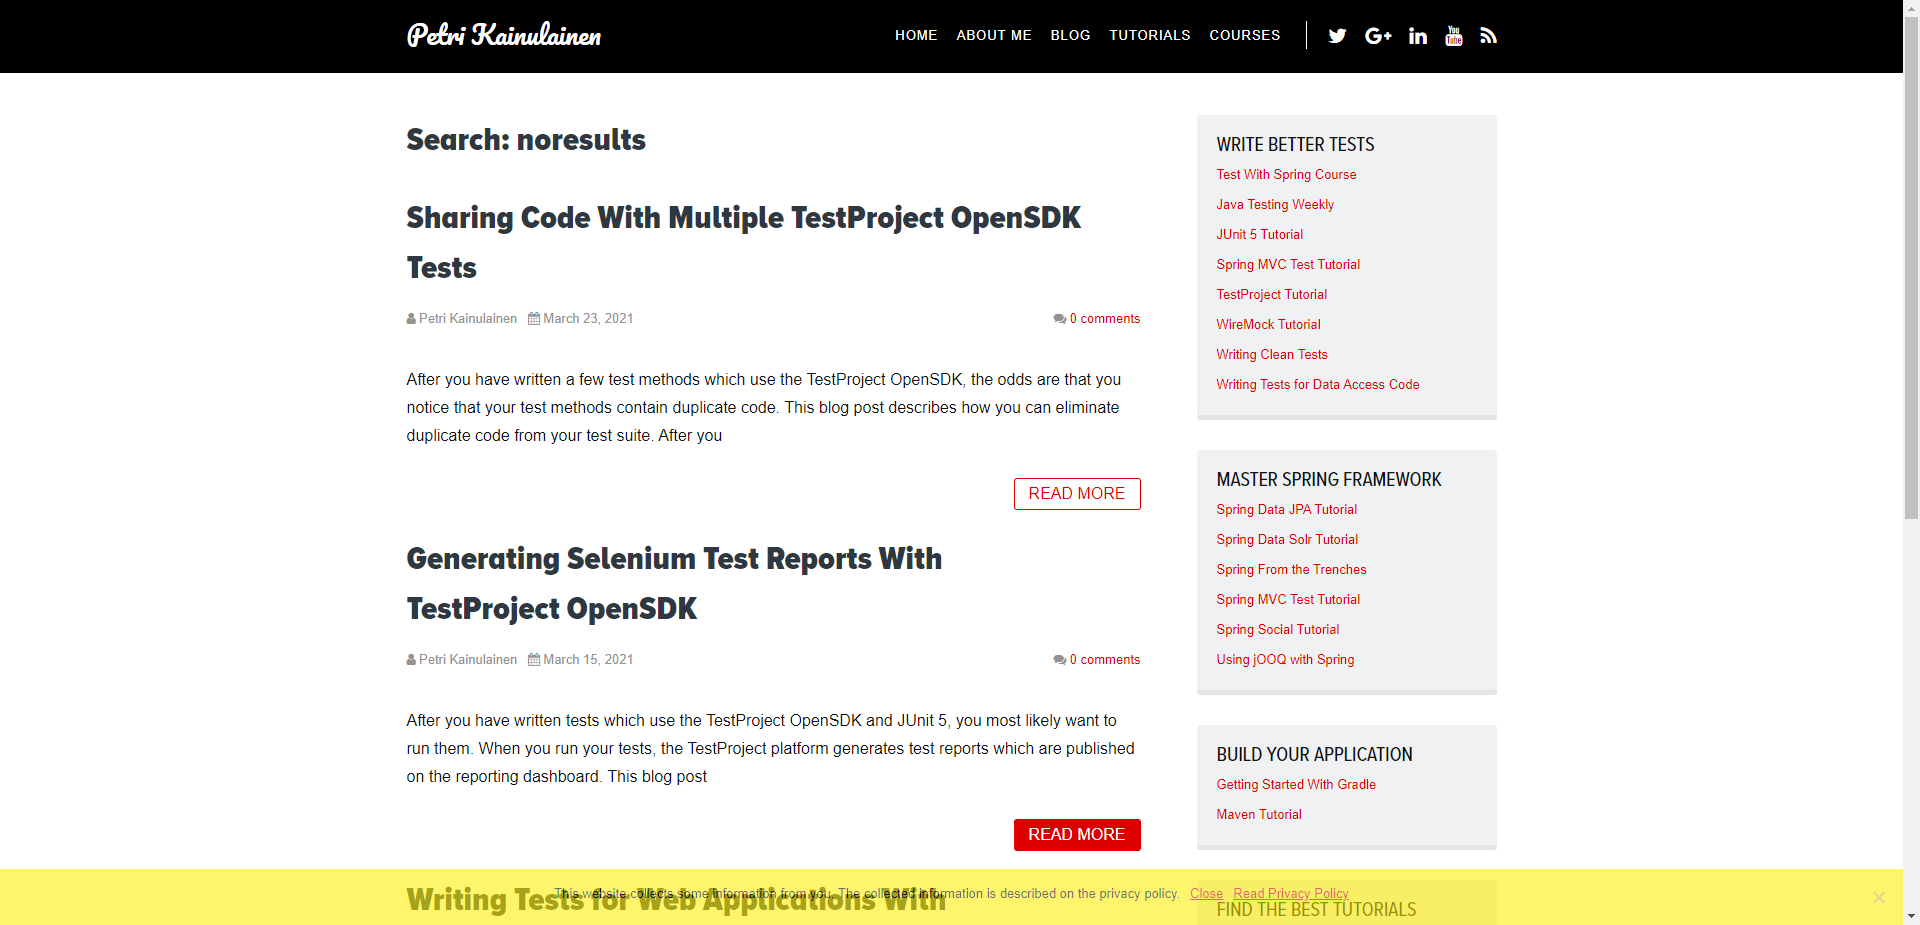 Petri Kainulainen
HOME ABOUT ME BLOG TUTORIALS COURSES
You
Tube
Search: noresults
Sharing Code With Multiple TestProject OpenSDK
Tests
Petri Kainulainen March 23, 2021 0 comments
After you have written a few test methods which use the TestProject OpenSDK, the odds are that you
notice that your test methods contain duplicate code. This blog post describes how you can eliminate
duplicate code from your test suite. After you
READ MORE
Generating Selenium Test Reports With
TestProject OpenSDK
Petri Kainulainen March 15, 2021 0 comments
After you have written tests which use the TestProject OpenSDK and JUnit 5, you most likely want to
run them. When you run your tests, the TestProject platform generates test reports which are published
on the reporting dashboard. This blog post
READ MORE
Writing Tests for Web Applications With
WRITE BETTER TESTS
Test With Spring Course
Java Testing Weekly
JUnit 5 Tutorial
Spring MVC Test Tutorial
TestProject Tutorial
WireMock Tutorial
Writing Clean Tests
Writing Tests for Data Access Code
MASTER SPRING FRAMEWORK
Spring Data JPA Tutorial
Spring Data Solr Tutorial
Spring From the Trenches
Spring MVC Test Tutorial
Spring Social Tutorial
Using jOOQ with Spring
BUILD YOUR APPLICATION
Getting Started With Gradle
Maven Tutorial
FIND THE BEST TUTORIALS
This website collects some information from you. The collected information is described on the privacy policy. Close Read Privacy Policy